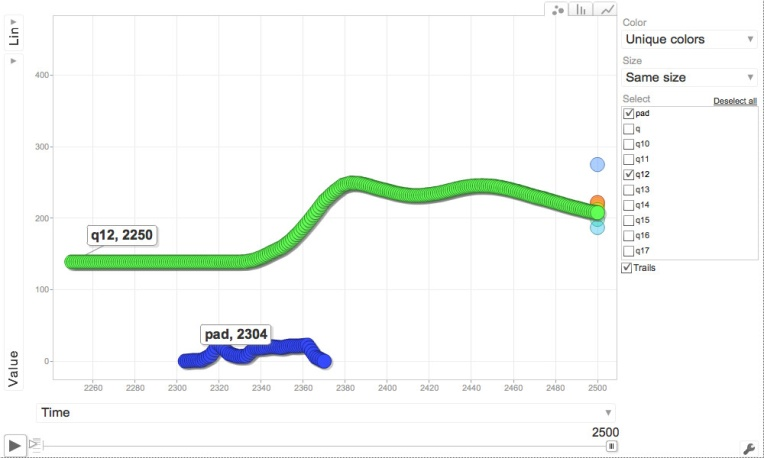 Color
Unique colors
Size
Same size
Select
Deselect all
pad
q
q10
q11
q12
q13
q14
q15
q16
q17
Trails
Lin
Value
400
300
200
100
0
q12, 2250
pad, 2304
2260
2280
2300
2320
2340
2360
2380
2400
2420
2440
2460
2480
2500
Time
2500